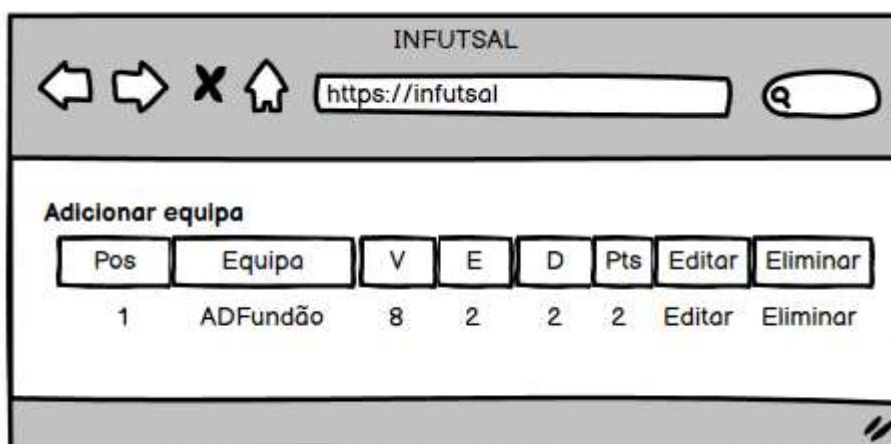 INFUTSAL
https://infutsal
Adicionar equipa
Pos Equipa V E D Pts Editar Eliminar
1 ADFundão 8 2 2 2 Editar Eliminar